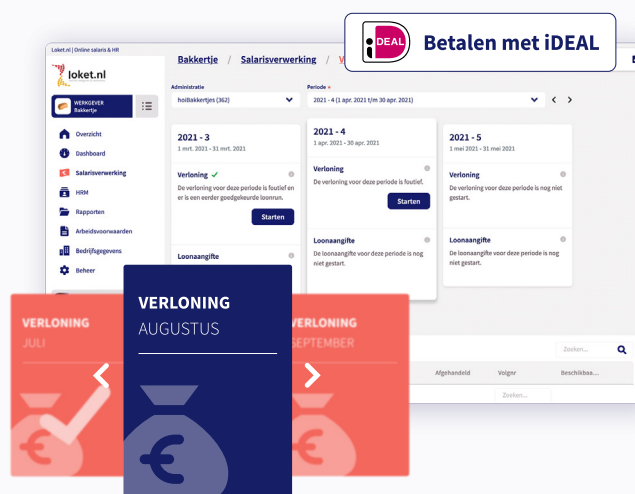 Loket.nl | Online salaris & HR
iDEAL
Betalen met iDEAL
loket.nl
Bakkertje / Salarisverwerking /
Administratie
Periode
hoiBakkertjes (362)
2021 - 4 (1 apr. 2021 t/m 30 apr. 2021)
WERKGEVER
Bakkertje
Overzicht
Dashboard
Salarisverwerking
HRM
Rapporten
Arbeidsvoorwaarden
Bedrijfsgegevens
Beheer
2021 - 3
1 mrt. 2021 - 31 mrt. 2021
Verloning
De verloning voor deze periode is foutief en
er is een eerder goedgekeurde loonrun.
Starten
Loonaangifte
2021 - 4
1 apr. 2021 - 30 apr. 2021
Verloning
De verloning voor deze periode is foutief.
Starten
Loonaangifte
De loonaangifte voor deze periode is nog
niet gestart.
2021 - 5
1 mei 2021 - 31 mei 2021
Verloning
De verloning voor deze periode is nog niet
gestart.
Loonaangifte
De loonaangifte voor deze periode is nog
niet gestart.
VERLONING
JULI
VERLONING
AUGUSTUS
VERLONING
SEPTEMBER
€
€
€
Zoeken...
Afgehandeld
Volgnr
Beschikbaa...
Zoeken...